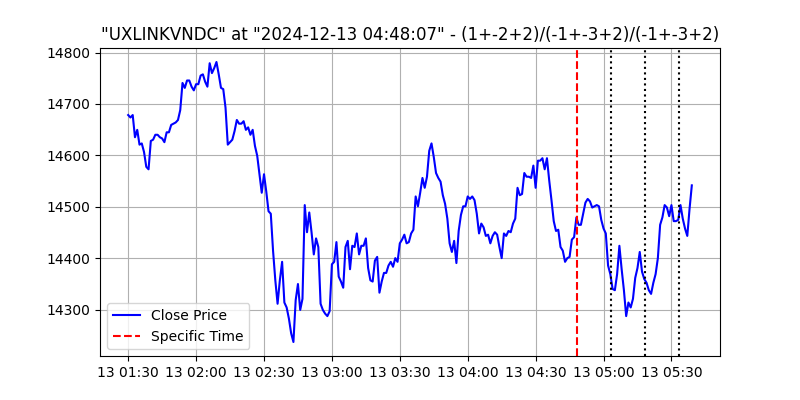 "UXLINKVNDC" at "2024-12-13 04:48:07" - (1+-2+2)/(-1+-3+2)/(-1+-3+2)
14800
14700
14600
14500
14400
14300
Close Price
Specific Time
13 01:30 13 02:00 13 02:30 13 03:00 13 03:30 13 04:00 13 04:30 13 05:00 13 05:30